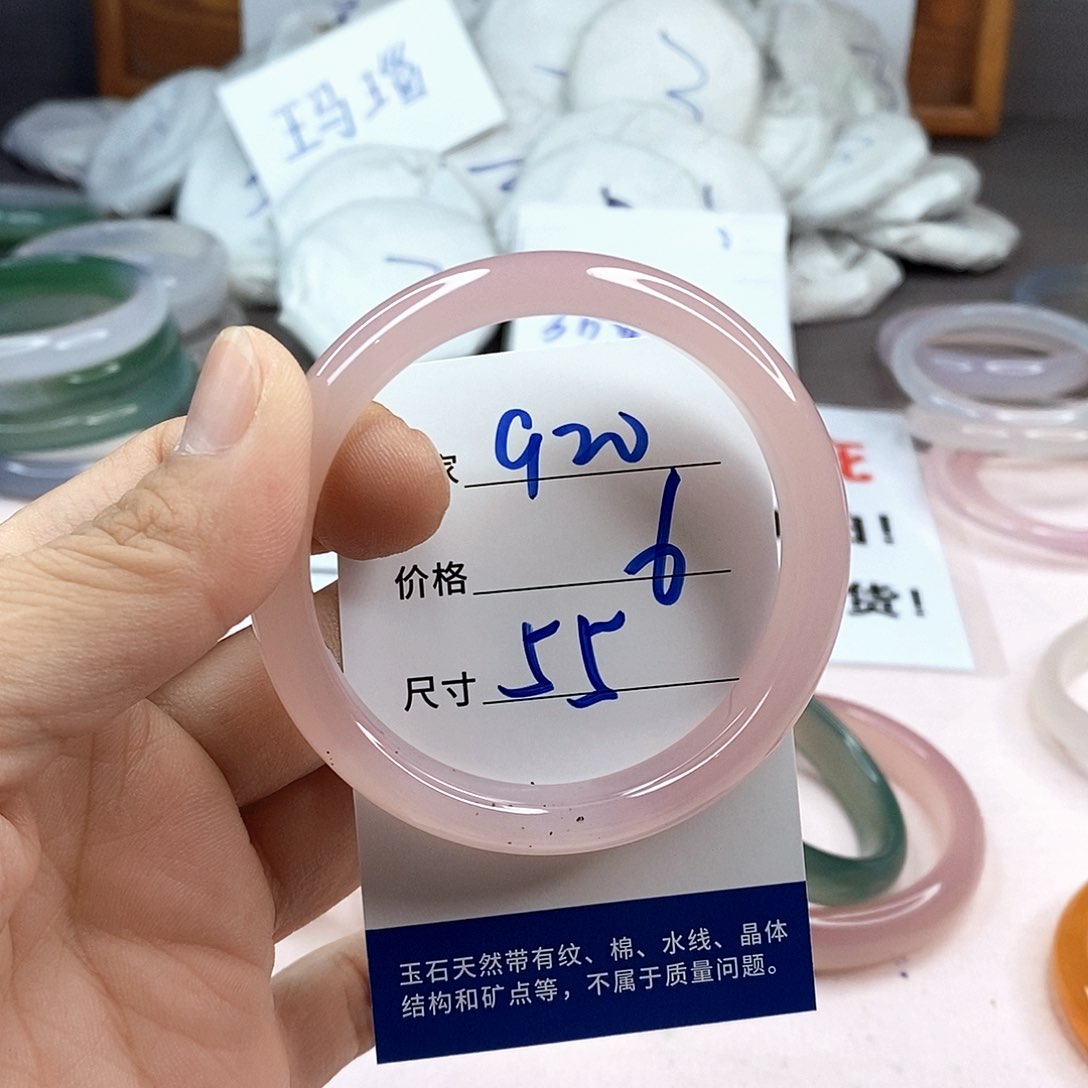 玛瑙
家 920
价格 6
尺寸 55
货!
玉石天然带有纹、棉、水线、晶体
结构和矿点等，不属于质量问题。